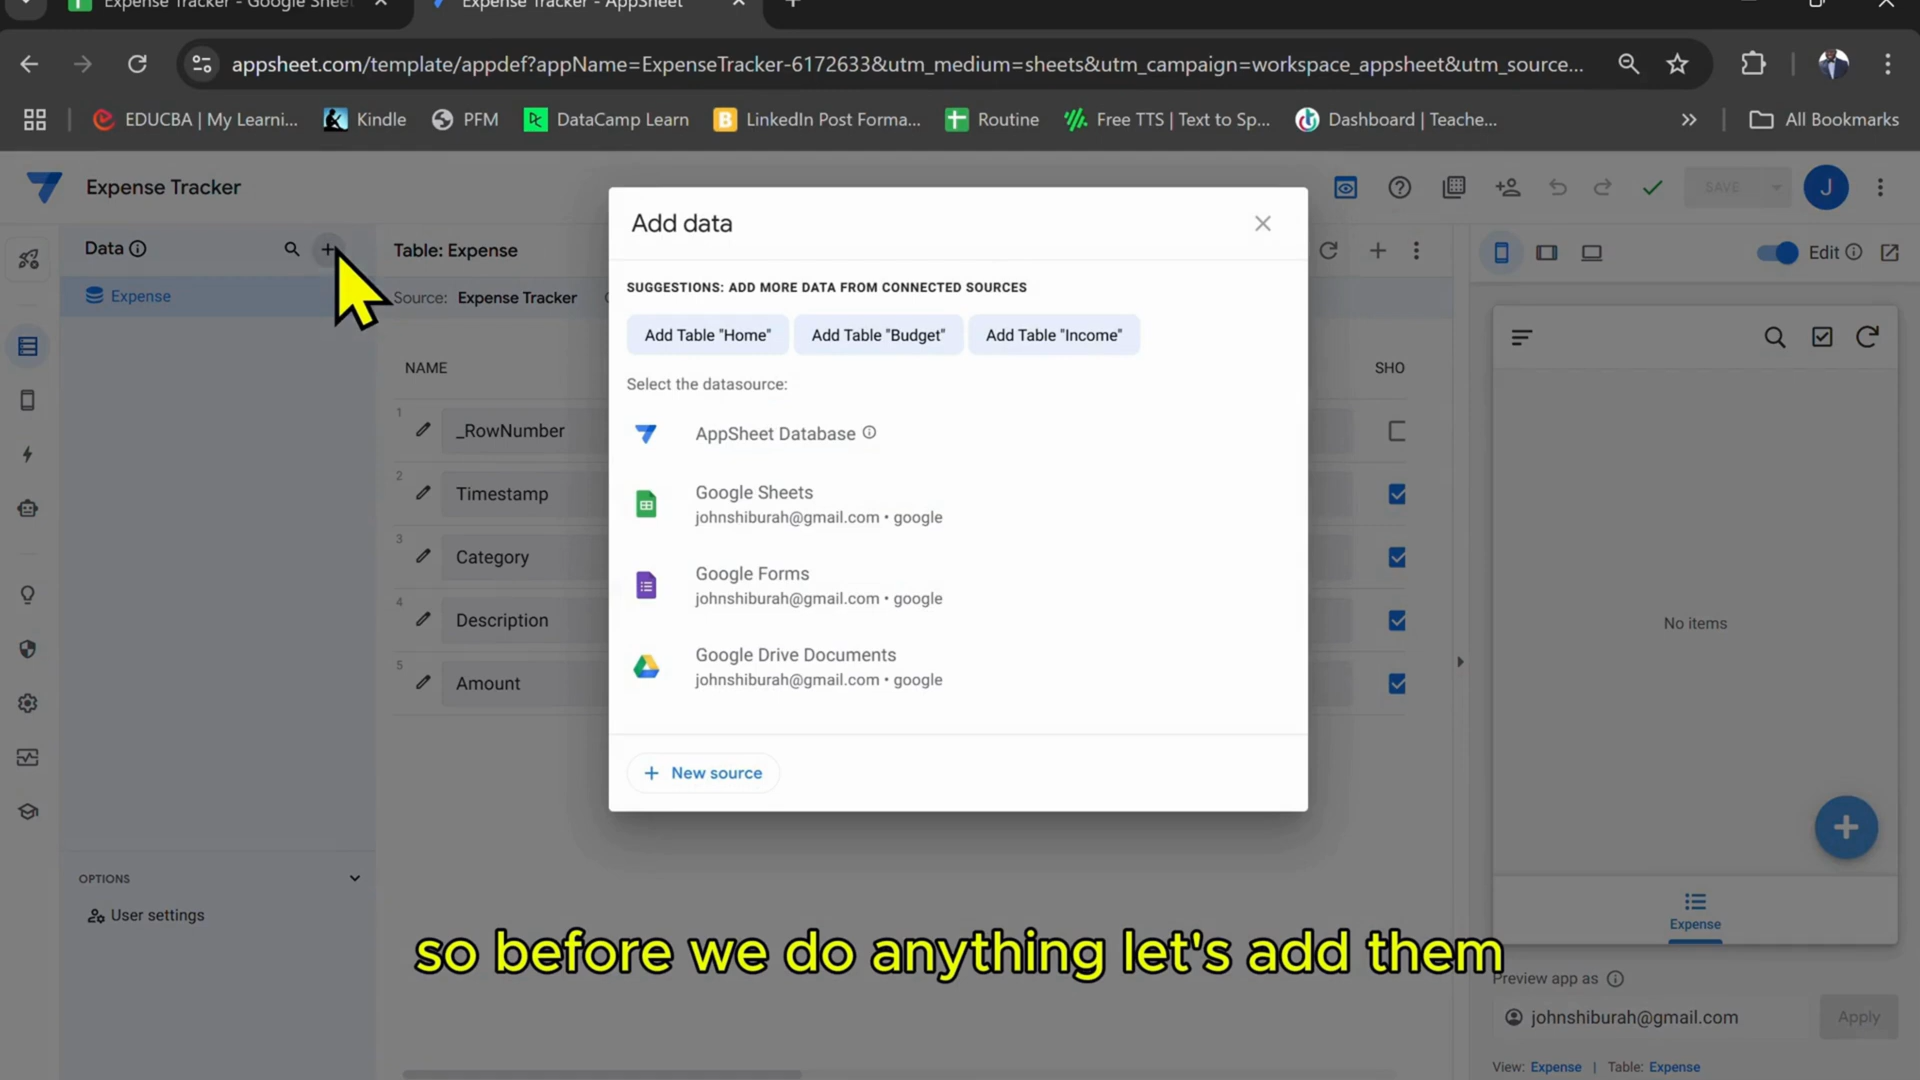 Expense Tracker - Google Sheet
Expense Tracker - AppSheet
appsheet.com/template/appdef?appName=ExpenseTracker-6172633&utm_medium=sheets&utm_campaign=workspace_appsheet&utm_source...
EDUCBA | My Learni...
Kindle
PFM
DataCamp Learn
LinkedIn Post Forma...
Routine
Free TTS | Text to Sp...
Dashboard | Teache...
All Bookmarks
Expense Tracker
SAVE
J
Data
Expense
Table: Expense
Source: Expense Tracker
NAME
SHO
1
_RowNumber
2
Timestamp
3
Category
4
Description
5
Amount
Add data
SUGGESTIONS: ADD MORE DATA FROM CONNECTED SOURCES
Add Table "Home"
Add Table "Budget"
Add Table "Income"
Select the datasource:
AppSheet Database
Google Sheets
johnshiburah@gmail.com • google
Google Forms
johnshiburah@gmail.com • google
Google Drive Documents
johnshiburah@gmail.com • google
+ New source
Edit
No items
Expense
OPTIONS
User settings
so before we do anything let's add them
Preview app as
johnshiburah@gmail.com
Apply
View: Expense | Table: Expense